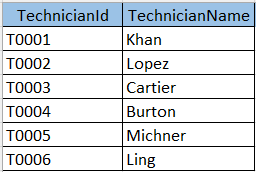 TechnicianId TechnicianName
T0001 Khan
T0002 Lopez
T0003 Cartier
T0004 Burton
T0005 Michner
T0006 Ling